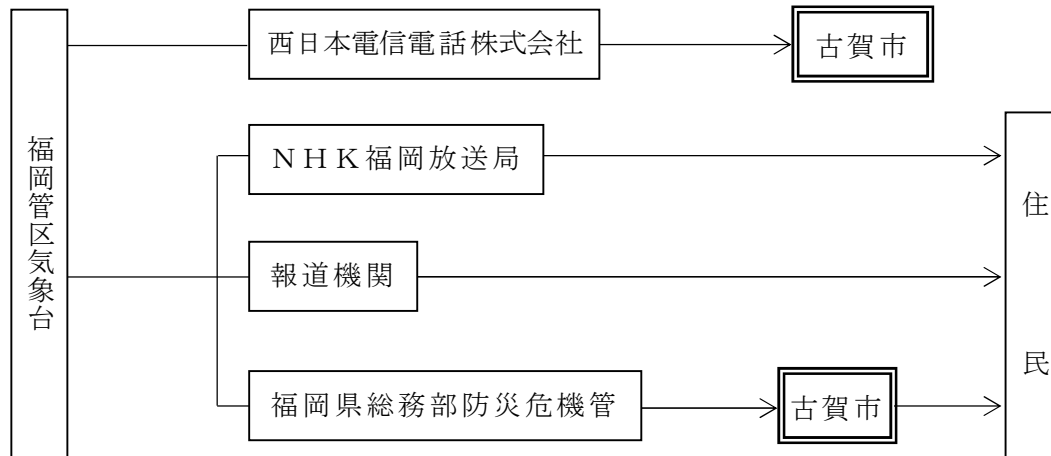 福岡管区気象台
西日本電信電話株式会社
古賀市
ＮＨＫ福岡放送局
報道機関
福岡県総務部防災危機管
古賀市
住民